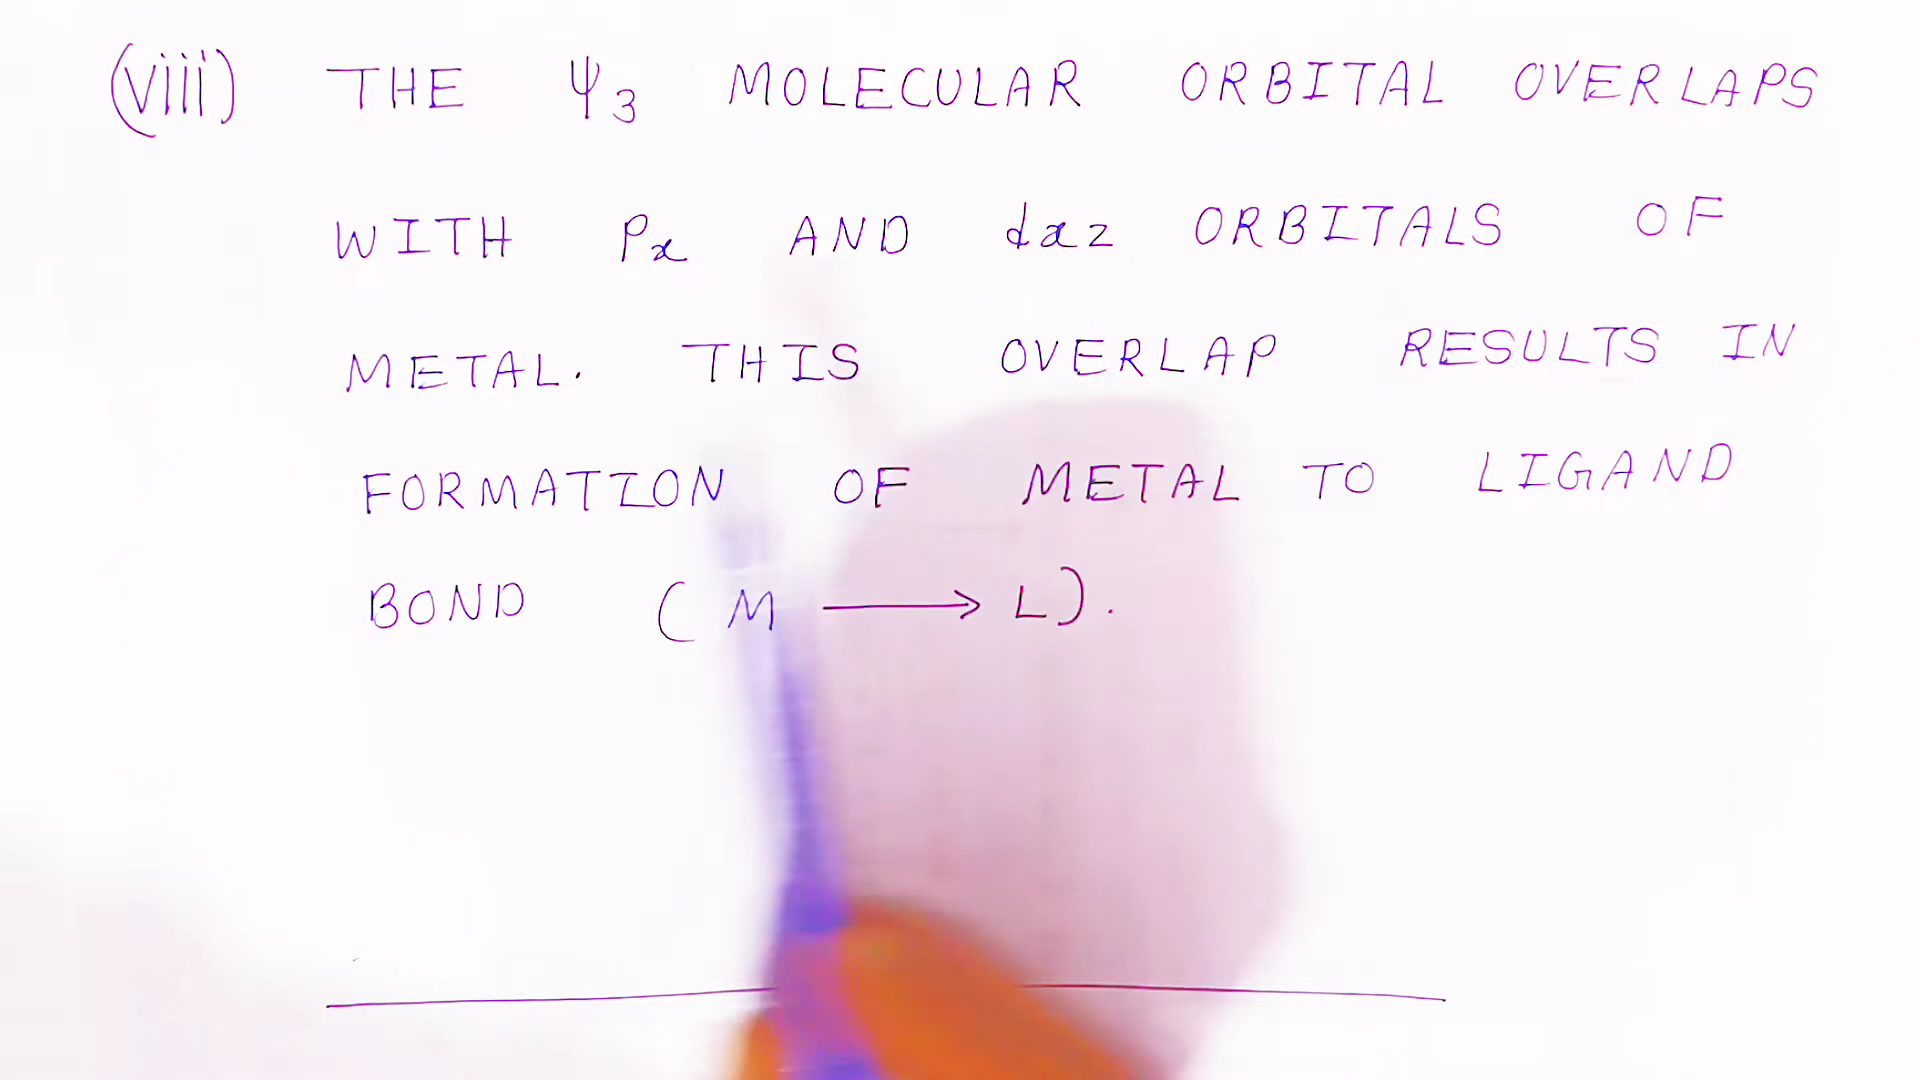 (viii) THE ψ3 MOLECULAR ORBITAL OVERLAPS
WITH Px AND dxz ORBITALS OF
METAL. THIS OVERLAP RESULTS IN
FORMATION OF METAL TO LIGAND
BOND (M ⟶ L).